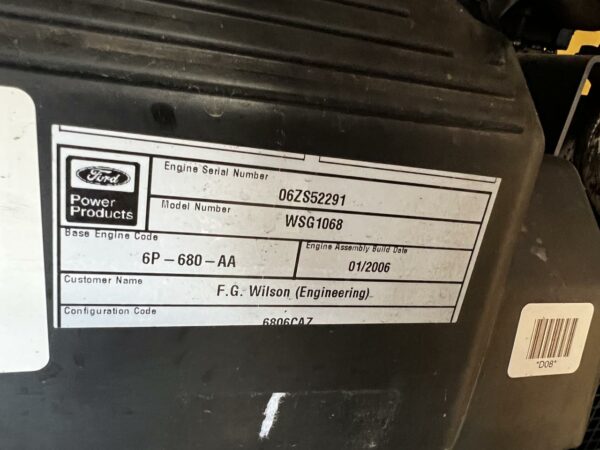 Ford
Power
Products
Engine Serial Number
06ZS52291
Model Number
WSG1068
Base Engine Code
6P-680-AA
Engine Assembly Build Date
01/2006
Customer Name
F.G. Wilson (Engineering)
Configuration Code
6806CAZ
*D08*